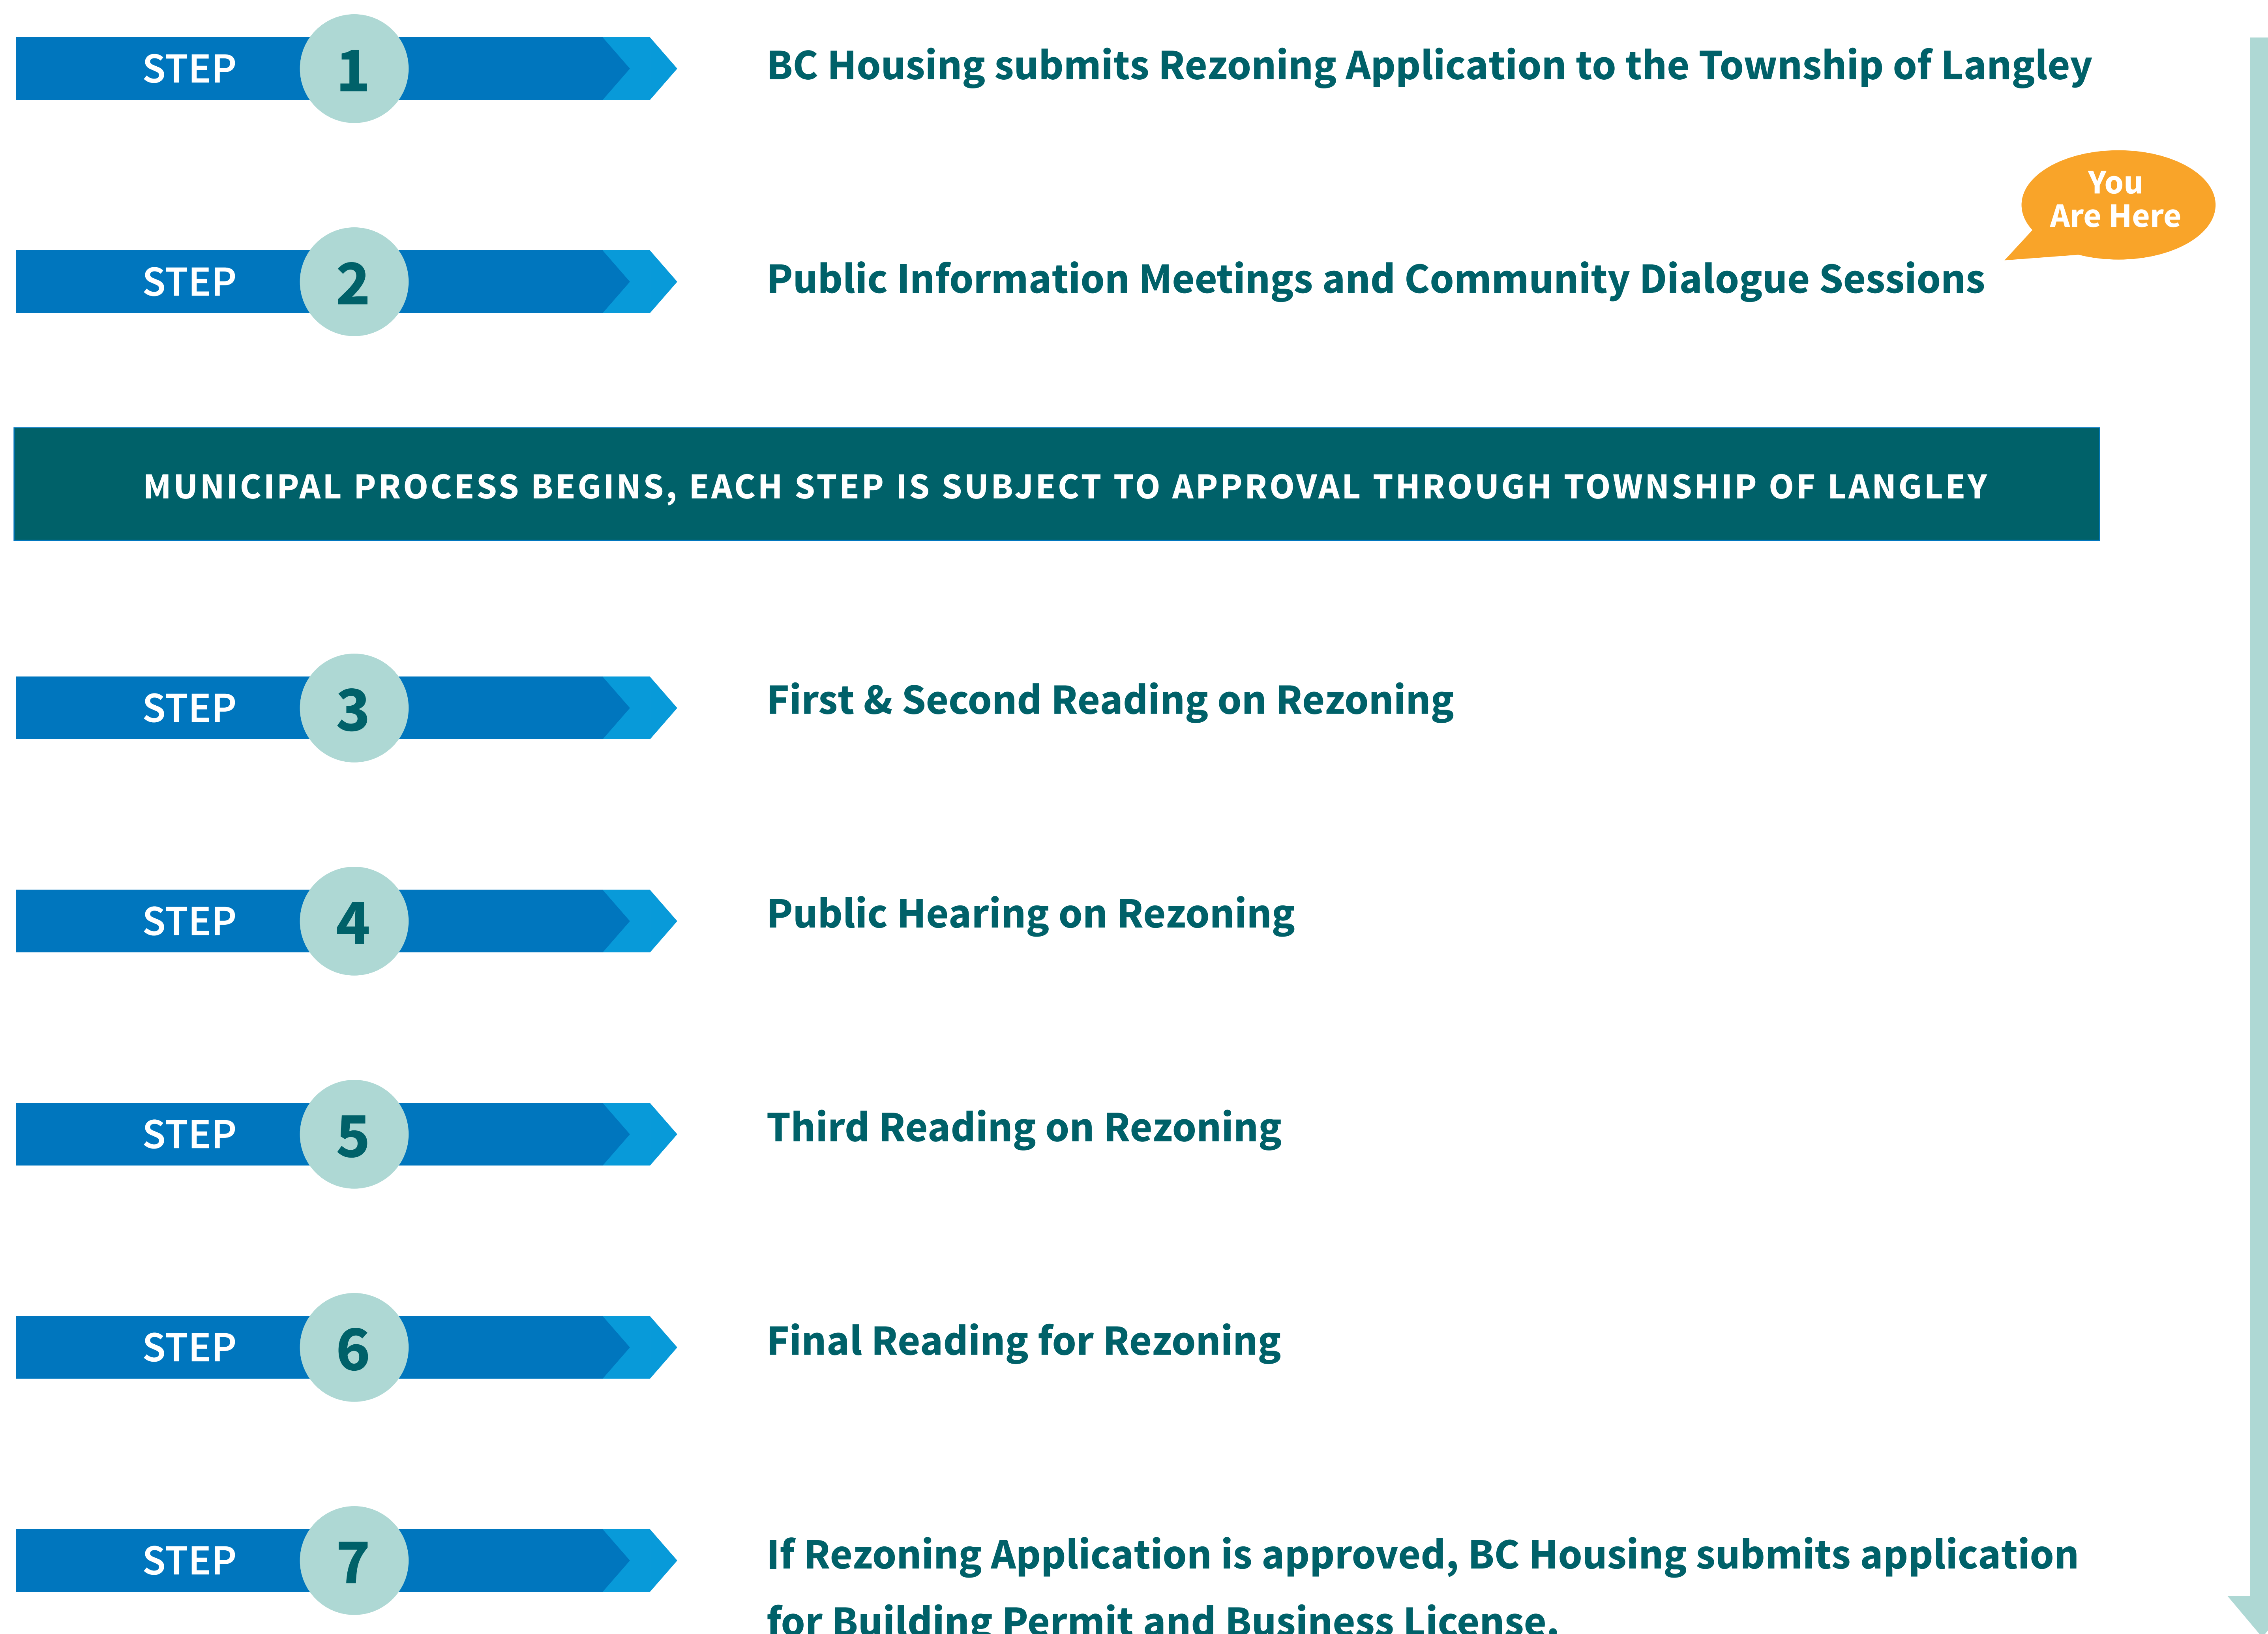 STEP 1 BC Housing submits Rezoning Application to the Township of Langley
You
Are Here
STEP 2 Public Information Meetings and Community Dialogue Sessions
MUNICIPAL PROCESS BEGINS, EACH STEP IS SUBJECT TO APPROVAL THROUGH TOWNSHIP OF LANGLEY
STEP 3 First & Second Reading on Rezoning
STEP 4 Public Hearing on Rezoning
STEP 5 Third Reading on Rezoning
STEP 6 Final Reading for Rezoning
STEP 7 If Rezoning Application is approved, BC Housing submits application
for Building Permit and Business License.